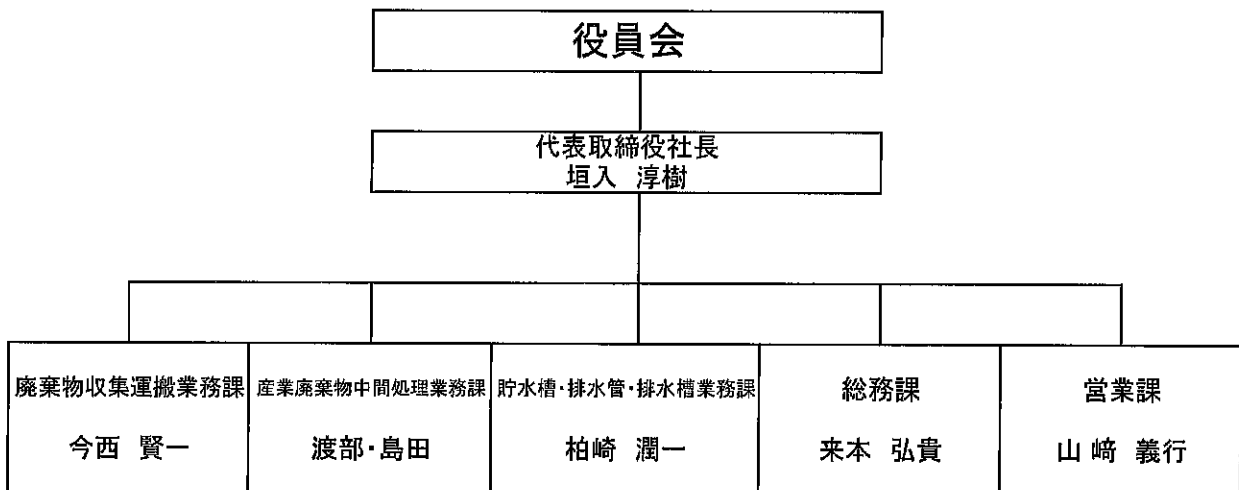 役員会
代表取締役社長
垣入 淳樹
廃棄物収集運搬業務課
今西 賢一
産業廃棄物中間処理業務課
渡部・島田
貯水槽・排水管・排水槽業務課
柏崎 潤一
総務課
来本 弘貴
営業課
山﨑 義行